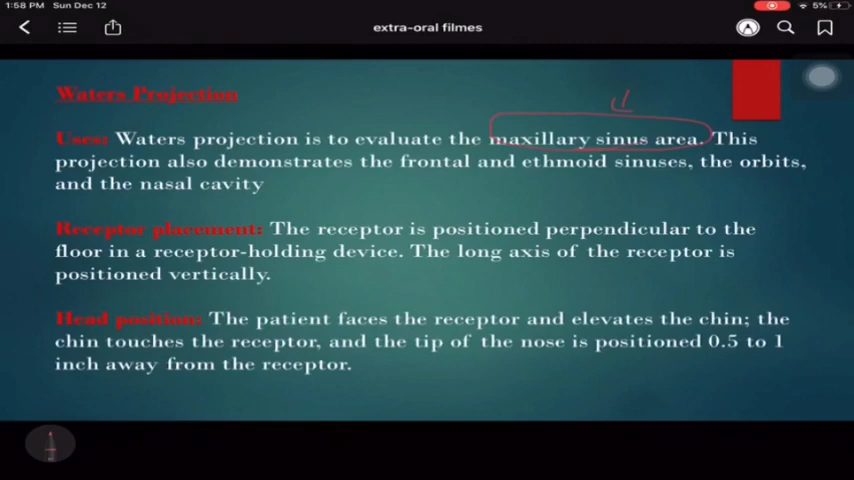 1:58 PM Sun Dec 12
5%
extra-oral filmes
Waters Projection
Uses: Waters projection is to evaluate the maxillary sinus area. This
projection also demonstrates the frontal and ethmoid sinuses, the orbits,
and the nasal cavity
Receptor placement: The receptor is positioned perpendicular to the
floor in a receptor-holding device. The long axis of the receptor is
positioned vertically.
Head position: The patient faces the receptor and elevates the chin; the
chin touches the receptor, and the tip of the nose is positioned 0.5 to 1
inch away from the receptor.